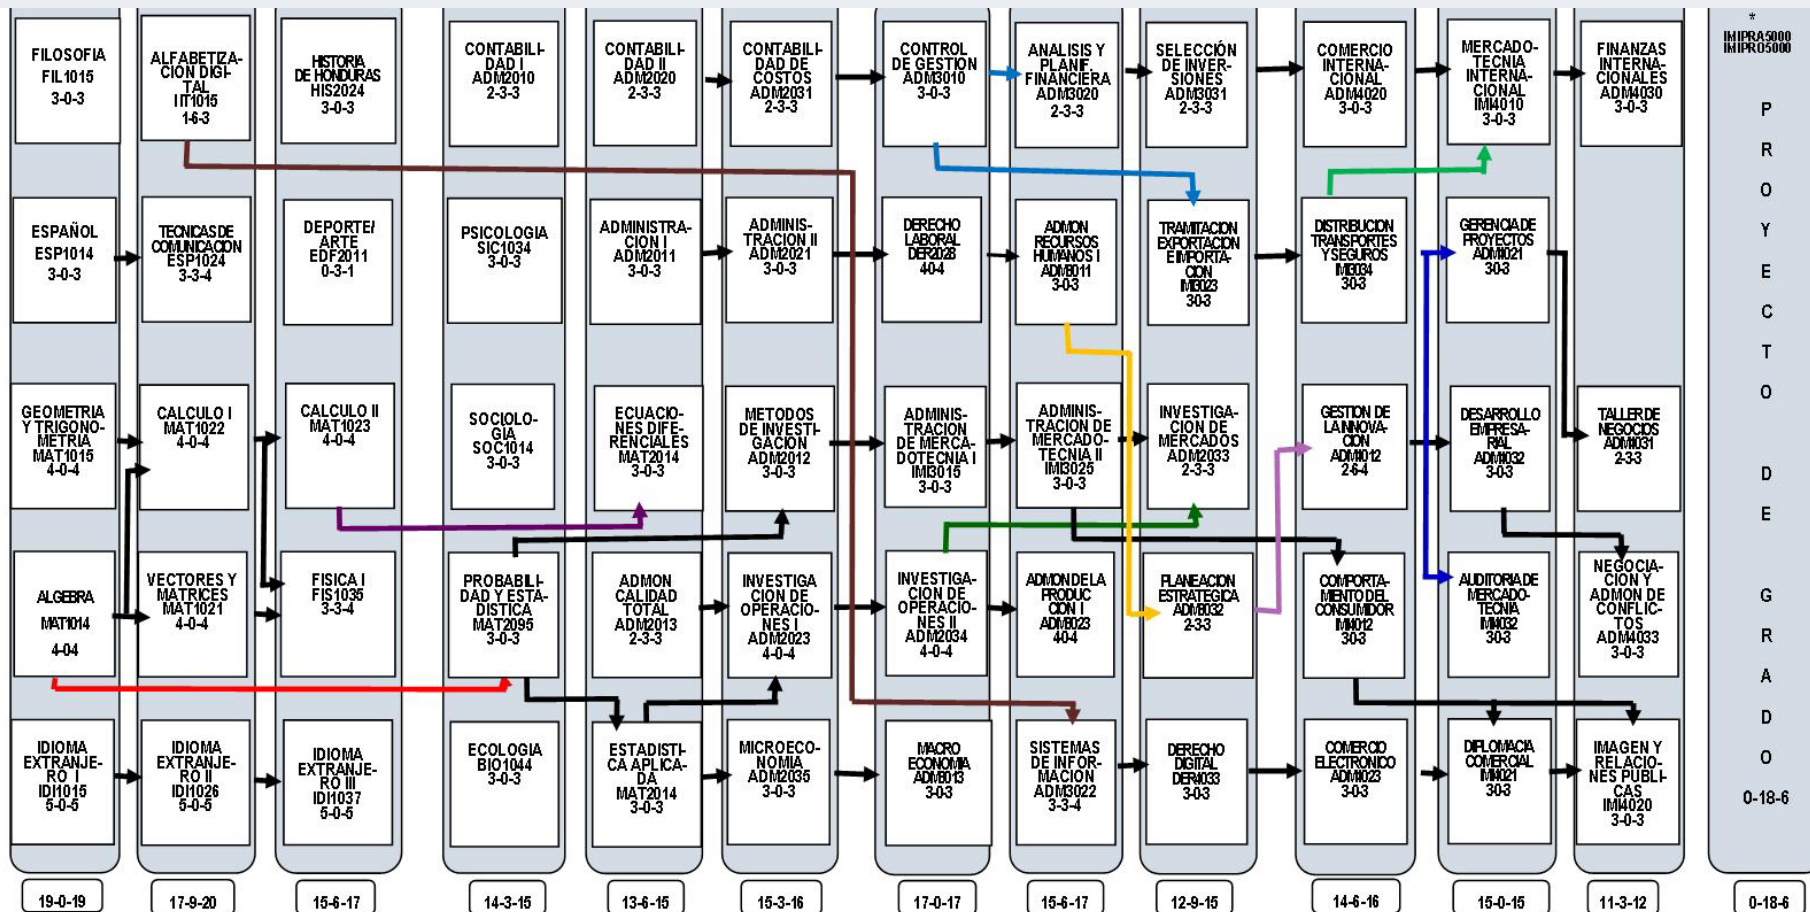 FILOSOFIA
FIL1015
3-0-3
ESPAÑOL
ESP1014
3-0-3
GEOMETRIA
Y TRIGONO-
METRIA
MAT1015
4-0-4
ALGEBRA
MAT1014
4-04
IDIOMA
EXTRANJE-
RO I
IDI1015
5-0-5
19-0-19
ALFABETIZA-
CIÓN DIGI-
TAL
IIT1015
1-6-3
TECNICAS DE
COMUNICACIÓN
ESP1024
3-3-4
CALCULO I
MAT1022
4-0-4
VECTORES Y
MATRICES
MAT1021
4-0-4
IDIOMA
EXTRANJE-
RO II
IDI1026
5-0-5
17-9-20
HISTORIA
DE HONDURAS
HIS2024
3-0-3
DEPORTE/
ARTE
EDF2011
0-3-1
CALCULO II
MAT1023
4-0-4
FISICA I
FIS1035
3-3-4
IDIOMA
EXTRANJE-
RO III
IDI1037
5-0-5
15-6-17
CONTABILI-
DAD I
ADM2010
2-3-3
PSICOLOGIA
SIC1034
3-0-3
SOCIOLO-
GÍA
SOC1014
3-0-3
PROBABILI-
DAD Y ESTA-
DISTICA
MAT2095
3-0-3
ECOLOGIA
BIO1044
3-0-3
14-3-15
CONTABILI-
DAD II
ADM2020
2-3-3
ADMINISTRA-
CION I
ADM2011
3-0-3
ECUACIO-
NES DIFE-
RENCIALES
MAT2014
3-0-3
ADMON
CALIDAD
TOTAL
ADM2013
2-3-3
ESTADISTI-
CA APLICA-
DA
MAT2014
3-0-3
13-6-15
CONTABILI-
DAD DE
COSTOS
ADM2031
2-3-3
ADMINIS-
TRACION II
ADM2021
3-0-3
METODOS
DE INVESTI-
GACIÓN
ADM2012
3-0-3
INVESTIGA
CION DE
OPERACIO-
NES I
ADM2023
4-0-4
MICROECO-
NOMIA
ADM2035
3-0-3
15-3-16
CONTROL
DE GESTION
ADM3010
3-0-3
DERECHO
LABORAL
DER2028
4-0-4
ADMINIS-
TRACION
DE MERCA-
DOTECNIA I
IMI3015
3-0-3
INVESTIGA-
CION DE
OPERACIO-
NES II
ADM2034
4-0-4
MACRO
ECONOMIA
ADM3013
3-0-3
17-0-17
ANALISIS Y
PLANIF.
FINANCIERA
ADM3020
2-3-3
ADMON
RECURSOS
HUMANOS I
ADM3011
3-0-3
ADMINIS-
TRACION DE
MERCADO-
TECNIA II
IMI3025
3-0-3
ADMON DE LA
PRODUC
CION I
ADM3023
4-0-4
SISTEMAS
DE INFOR-
MACION
ADM3022
3-3-4
15-6-17
SELECCIÓN
DE INVER-
SIONES
ADM3031
2-3-3
TRAMITACION
EXPORTACION
E IMPORTA-
CION
IMI3023
3-0-3
INVESTIGA-
CION DE
MERCADOS
ADM2033
2-3-3
PLANEACION
ESTRATEGICA
ADM3032
2-3-3
DERECHO
DIGITAL
DER4033
3-0-3
12-9-15
COMERCIO
INTERNA-
CIONAL
ADM4020
3-0-3
DISTRIBUCION
TRANSPORTES
Y SEGUROS
IMI3034
3-0-3
GESTION DE
LA INNOVA-
CION
ADM4012
2-6-4
COMPORTA-
MIENTO DEL
CONSUMIDOR
IMI4012
3-0-3
COMERCIO
ELECTRONICO
ADM4023
3-0-3
14-6-16
MERCADO-
TECNIA
INTERNA-
CIONAL
IMI4010
3-0-3
GERENCIA DE
PROYECTOS
ADM4021
3-0-3
DESARROLLO
EMPRESA-
RIAL
ADM4032
3-0-3
AUDITORIA DE
MERCADO-
TECNIA
IMI4032
3-0-3
DIPLOMACIA
COMERCIAL
IMI4021
3-0-3
15-0-15
FINANZAS
INTERNA-
CIONALES
ADM4030
3-0-3
TALLER DE
NEGOCIOS
ADM4031
2-3-3
NEGOCIA-
CION Y
ADMON DE
CONFLIC-
TOS
ADM4033
3-0-3
IMAGEN Y
RELACIO-
NES PUBLI-
CAS
IMI4020
3-0-3
11-3-12
*
IMIPRA5000
IMIPRO5000
P
R
O
Y
E
C
T
O
D
E
G
R
A
D
O
0-18-6
0-18-6